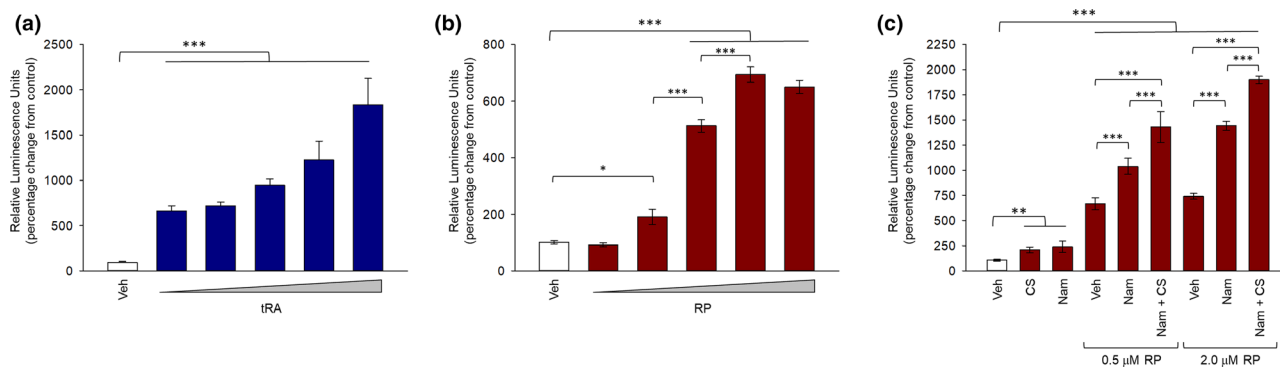 (a)
Relative Luminescence Units
(percentage change from control)
2500
2000
1500
1000
500
0
***
Veh
tRA
(b)
Relative Luminescence Units
(percentage change from control)
800
600
400
200
0
***
***
***
*
Veh
RP
(c)
Relative Luminescence Units
(percentage change from control)
2250
2000
1750
1500
1250
1000
750
500
250
0
***
***
***
***
***
***
***
**
Veh
CS
Nam
Veh
Nam
Nam + CS
Veh
Nam
Nam + CS
0.5 µM RP
2.0 µM RP